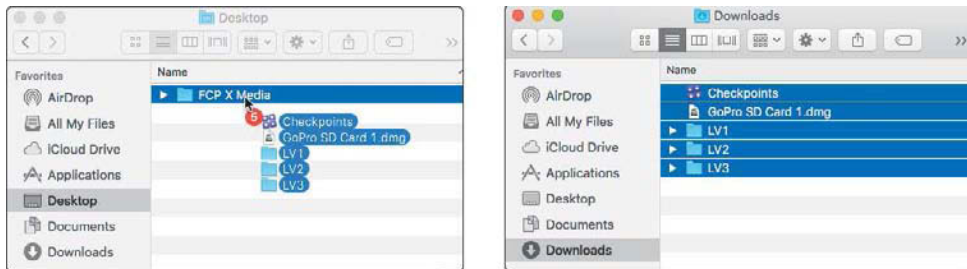 Desktop
Favorites
AirDrop
All My Files
iCloud Drive
Applications
Desktop
Documents
Downloads
Name
FCP X Media
5
Checkpoints
GoPro SD Card 1.dmg
LV1
LV2
LV3
Downloads
Favorites
AirDrop
All My Files
iCloud Drive
Applications
Desktop
Documents
Downloads
Name
Checkpoints
GoPro SD Card 1.dmg
LV1
LV2
LV3